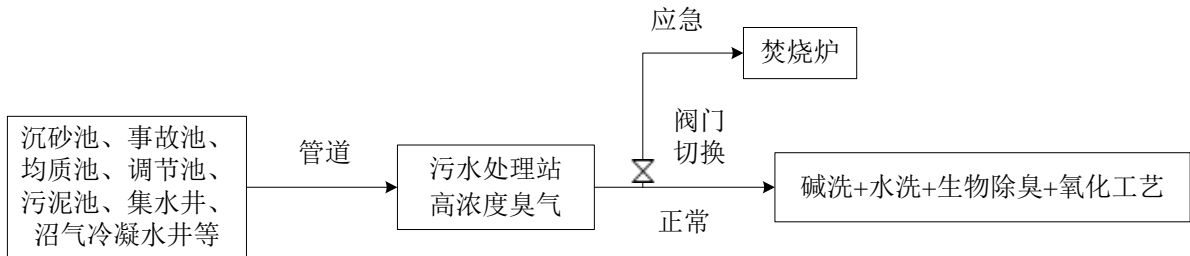 应急
焚烧炉
沉砂池、事故池、
均质池、调节池、
污泥池、集水井、
沼气冷凝水井等
管道
污水处理站
高浓度臭气
阀门
切换
正常
碱洗+水洗+生物除臭+氧化工艺